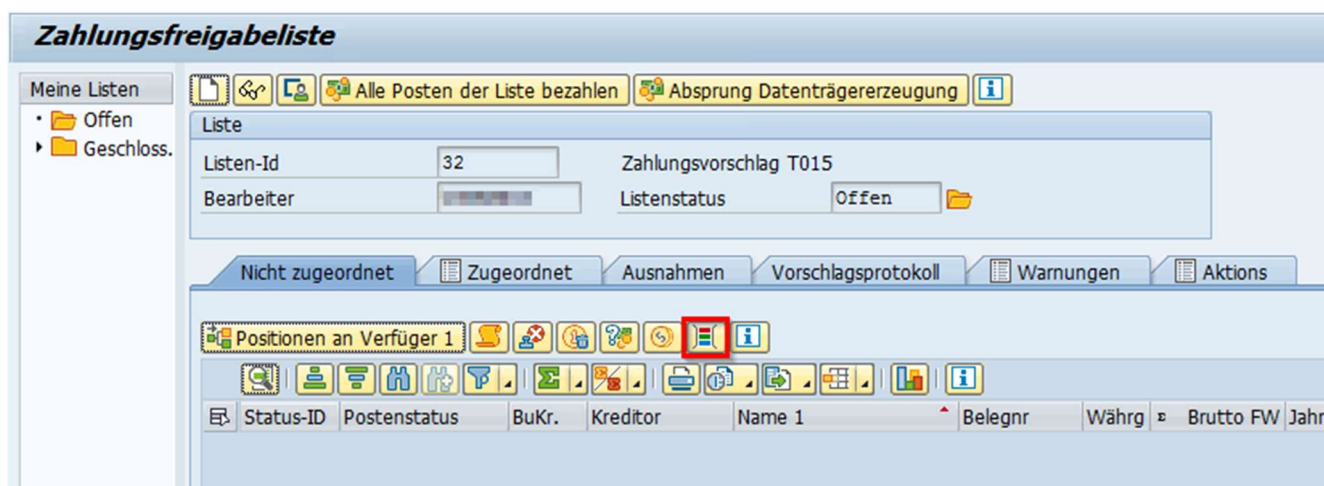 Zahlungsfreigabeliste
Meine Listen
Offen
Geschloss.
Alle Posten der Liste bezahlen
Absprung Datenträgererzeugung
Liste
Listen-Id 32 Zahlungsvorschlag T015
Bearbeiter Listenstatus Offen
Nicht zugeordnet Zugeordnet Ausnahmen Vorschlagsprotokoll Warnungen Aktions
Positionen an Verfüger 1
Status-ID Postenstatus BuKr. Kreditor Name 1 Belegnr Währg Σ Brutto FW Jahr